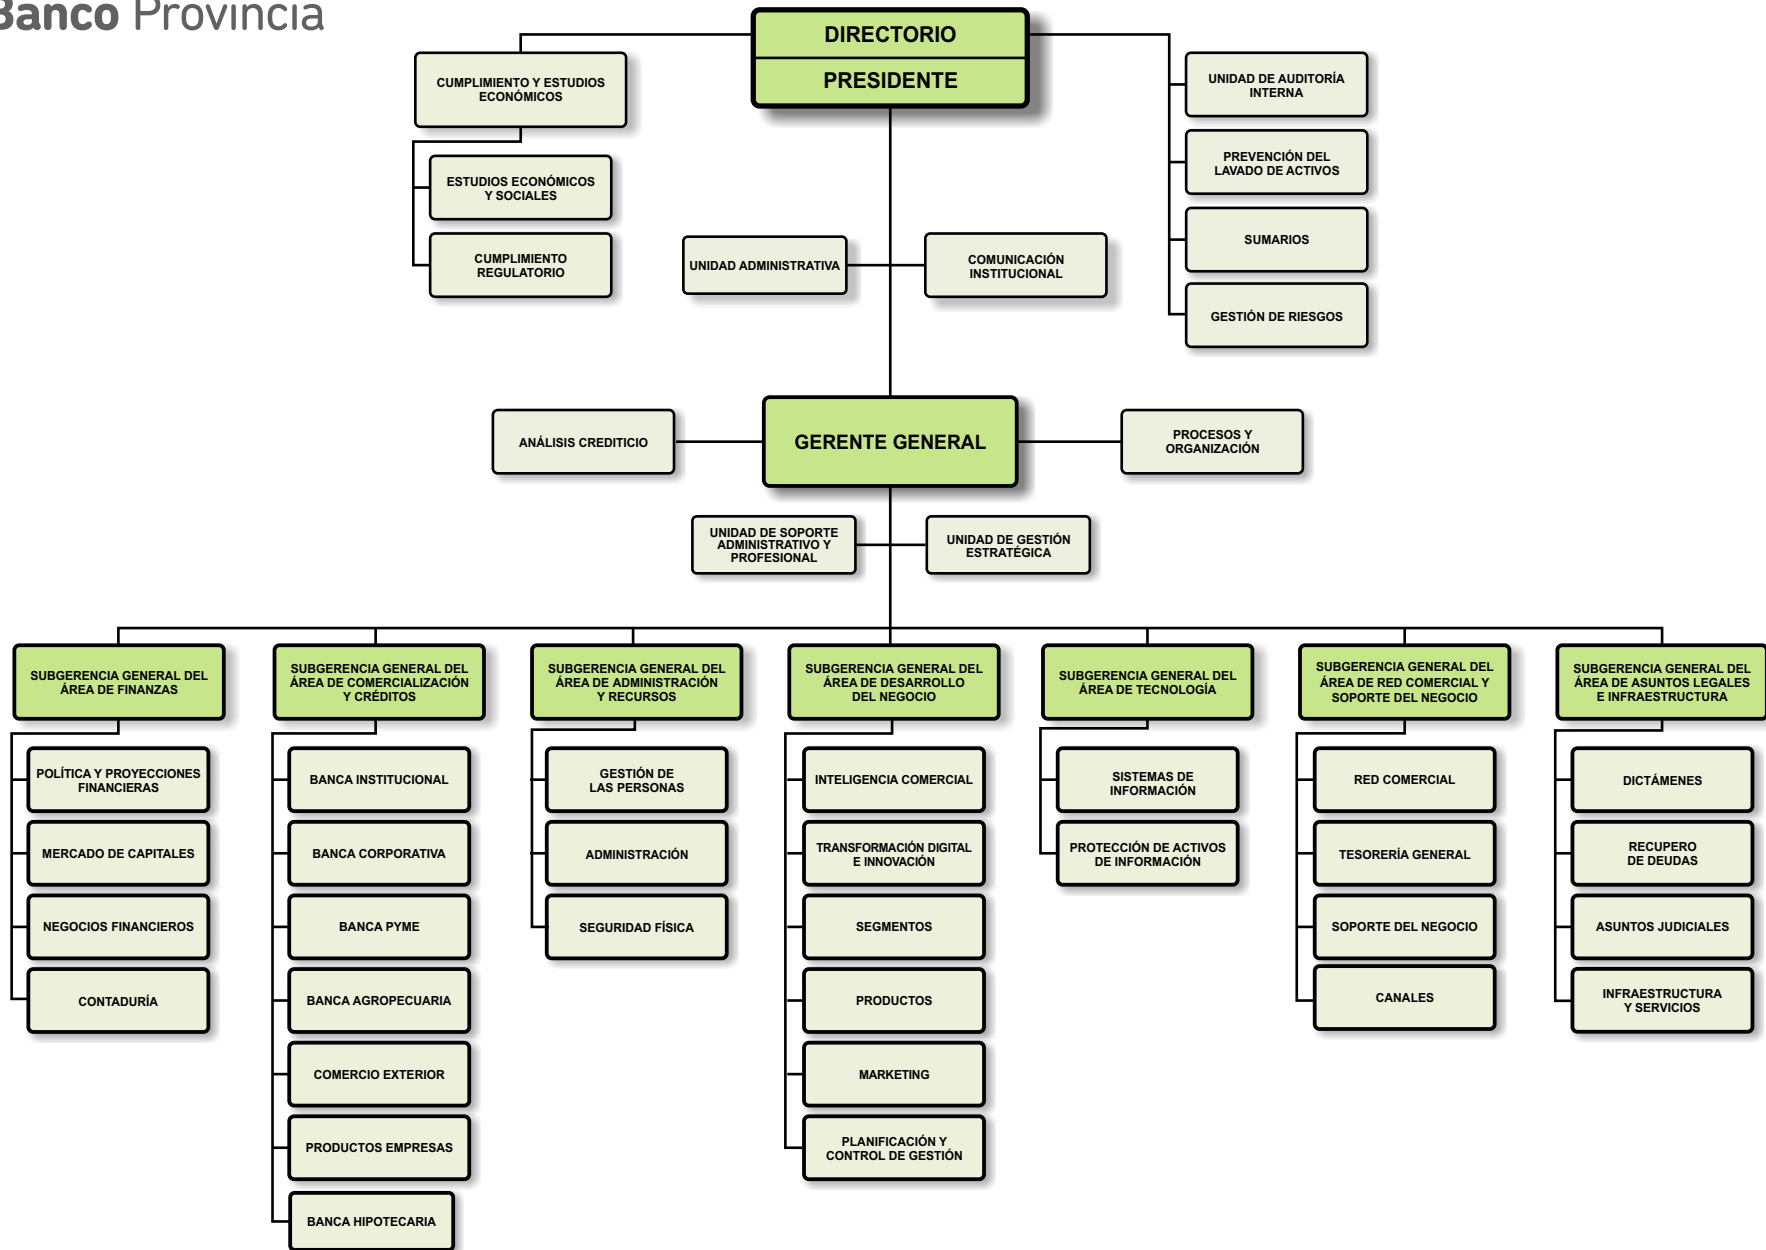 Banco Provincia
DIRECTORIO
PRESIDENTE
CUMPLIMIENTO Y ESTUDIOS
ECONÓMICOS
ESTUDIOS ECONÓMICOS
Y SOCIALES
CUMPLIMIENTO
REGULATORIO
UNIDAD DE AUDITORÍA
INTERNA
PREVENCIÓN DEL
LAVADO DE ACTIVOS
SUMARIOS
GESTIÓN DE RIESGOS
UNIDAD ADMINISTRATIVA
COMUNICACIÓN
INSTITUCIONAL
ANÁLISIS CREDITICIO
GERENTE GENERAL
PROCESOS Y
ORGANIZACIÓN
UNIDAD DE SOPORTE
ADMINISTRATIVO Y
PROFESIONAL
UNIDAD DE GESTIÓN
ESTRATÉGICA
SUBGERENCIA GENERAL DEL
ÁREA DE FINANZAS
POLÍTICA Y PROYECCIONES
FINANCIERAS
MERCADO DE CAPITALES
NEGOCIOS FINANCIEROS
CONTADURÍA
SUBGERENCIA GENERAL DEL
ÁREA DE COMERCIALIZACIÓN
Y CRÉDITOS
BANCA INSTITUCIONAL
BANCA CORPORATIVA
BANCA PYME
BANCA AGROPECUARIA
COMERCIO EXTERIOR
PRODUCTOS EMPRESAS
BANCA HIPOTECARIA
SUBGERENCIA GENERAL DEL
ÁREA DE ADMINISTRACIÓN
Y RECURSOS
GESTIÓN DE
LAS PERSONAS
ADMINISTRACIÓN
SEGURIDAD FÍSICA
SUBGERENCIA GENERAL DEL
ÁREA DE DESARROLLO
DEL NEGOCIO
INTELIGENCIA COMERCIAL
TRANSFORMACIÓN DIGITAL
E INNOVACIÓN
SEGMENTOS
PRODUCTOS
MARKETING
PLANIFICACIÓN Y
CONTROL DE GESTIÓN
SUBGERENCIA GENERAL DEL
ÁREA DE TECNOLOGÍA
SISTEMAS DE
INFORMACIÓN
PROTECCIÓN DE ACTIVOS
DE INFORMACIÓN
SUBGERENCIA GENERAL DEL
ÁREA DE RED COMERCIAL Y
SOPORTE DEL NEGOCIO
RED COMERCIAL
TESORERÍA GENERAL
SOPORTE DEL NEGOCIO
CANALES
SUBGERENCIA GENERAL DEL
ÁREA DE ASUNTOS LEGALES
E INFRAESTRUCTURA
DICTÁMENES
RECUPERO
DE DEUDAS
ASUNTOS JUDICIALES
INFRAESTRUCTURA
Y SERVICIOS